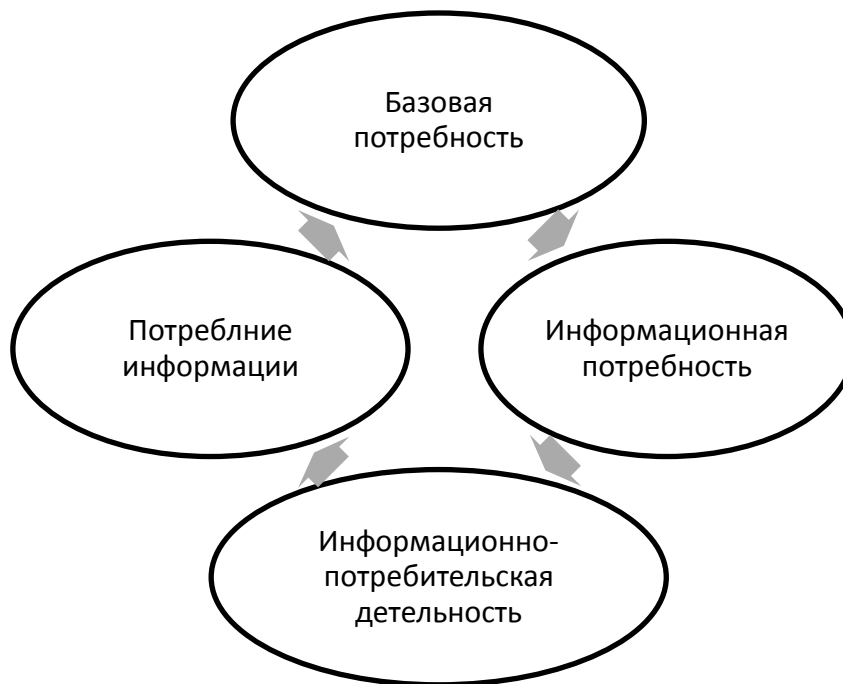 Базовая
потребность
Потреблние
информации
Информационная
потребность
Информационно-
потребительская
детельность